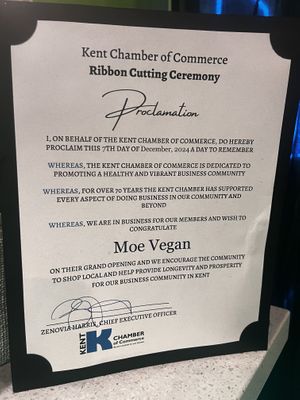 Kent Chamber of Commerce
Ribbon Cutting Ceremony
Proclamation
I, ON BEHALF OF THE KENT CHAMBER OF COMMERCE, DO HEREBY
PROCLAIM THIS 7TH DAY OF December, 2024 A DAY TO REMEMBER
WHEREAS, THE KENT CHAMBER OF COMMERCE IS DEDICATED TO
PROMOTING A HEALTHY AND VIBRANT BUSINESS COMMUNITY
WHEREAS, FOR OVER 70 YEARS THE KENT CHAMBER HAS SUPPORTED
EVERY ASPECT OF DOING BUSINESS IN OUR COMMUNITY AND
BEYOND
WHEREAS, WE ARE IN BUSINESS FOR OUR MEMBERS AND WISH TO
CONGRATULATE
Moe Vegan
ON THEIR GRAND OPENING AND WE ENCOURAGE THE COMMUNITY
TO SHOP LOCAL AND HELP PROVIDE LONGEVITY AND PROSPERITY
FOR OUR BUSINESS COMMUNITY IN KENT
ZENOVIA HARRIS, CHIEF EXECUTIVE OFFICER
KENT
CHAMBER
of Commerce